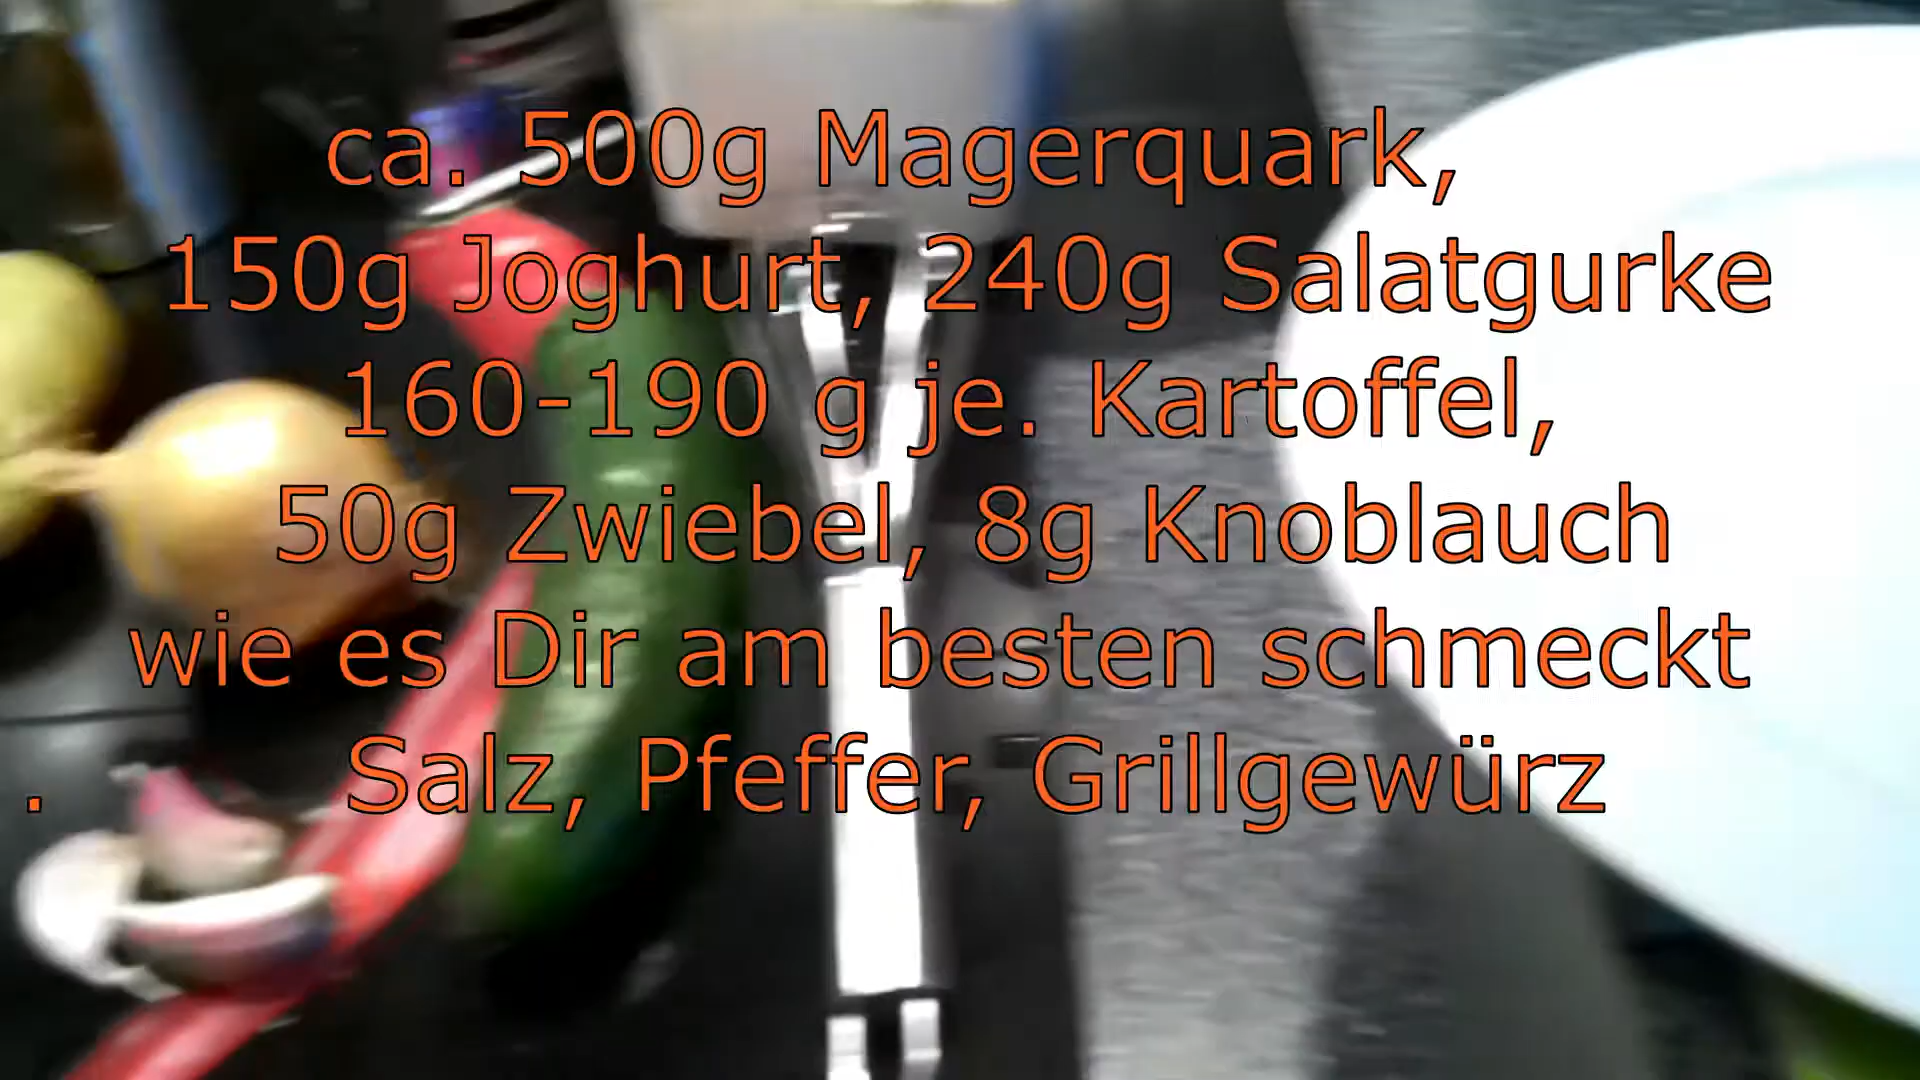 ca. 500g Magerquark,
150g Joghurt, 240g Salatgurke
160-190 g je. Kartoffel,
50g Zwiebel, 8g Knoblauch
wie es Dir am besten schmeckt
. Salz, Pfeffer, Grillgewürz